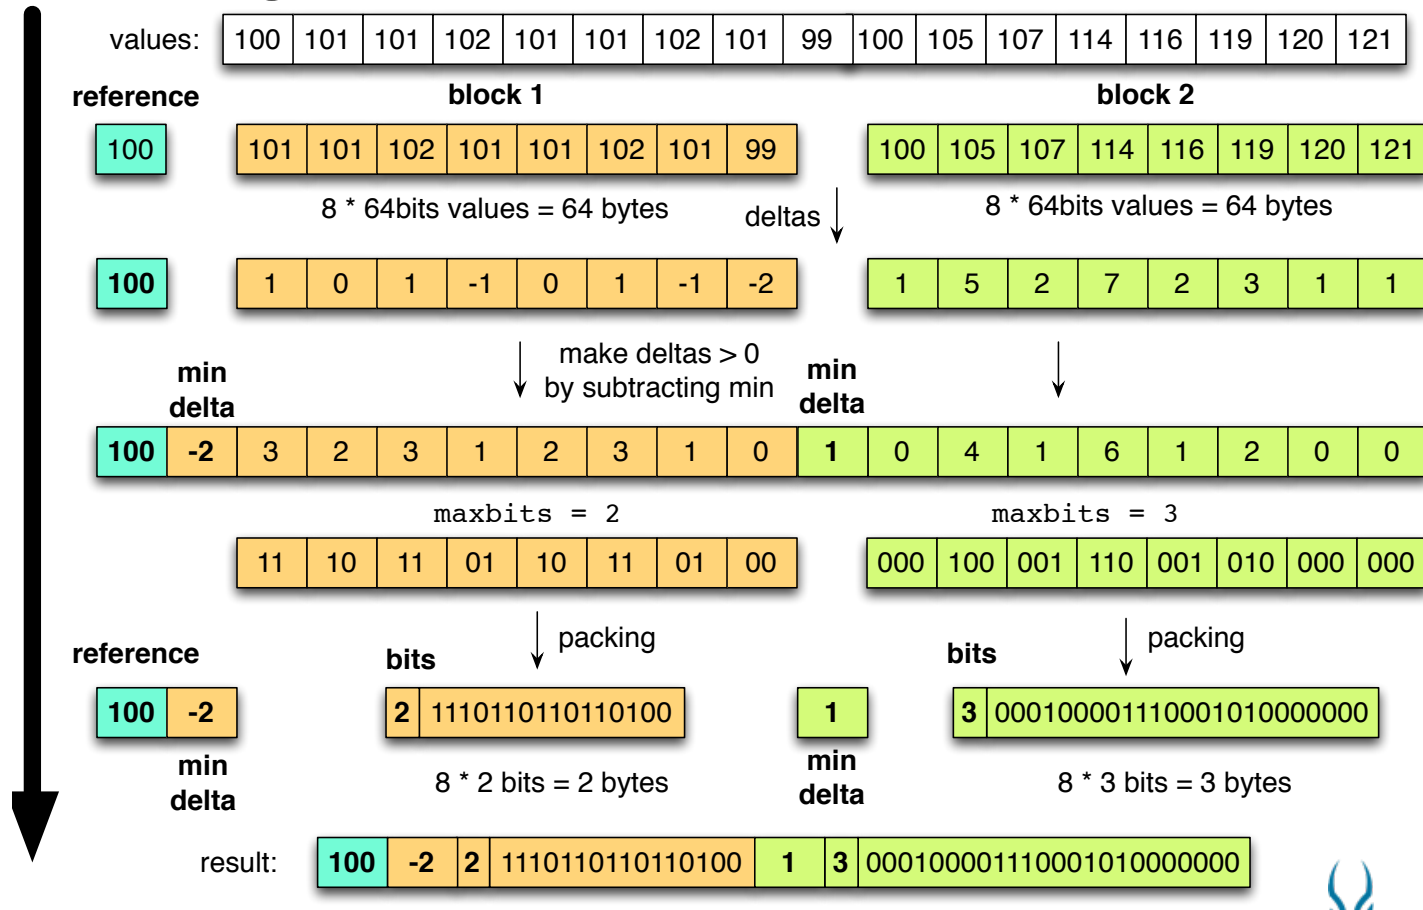 values: 100 101 101 102 101 101 102 101 99 100 105 107 114 116 119 120 121
reference block 1 block 2
100 101 101 102 101 101 102 101 99 100 105 107 114 116 119 120 121
8 * 64bits values = 64 bytes deltas 8 * 64bits values = 64 bytes
100 1 0 1 -1 0 1 -1 -2 1 5 2 7 2 3 1 1
make deltas > 0
by subtracting min
min
delta
min
delta
100 -2 3 2 3 1 2 3 1 0 1 0 4 1 6 1 2 0 0
maxbits = 2 maxbits = 3
11 10 11 01 10 11 01 00 000 100 001 110 001 010 000 000
packing packing
reference bits bits
100 -2 2 1110110110110100 1 3 000100001110001010000000
min
delta
8 * 2 bits = 2 bytes
min
delta
8 * 3 bits = 3 bytes
result: 100 -2 2 1110110110110100 1 3 000100001110001010000000